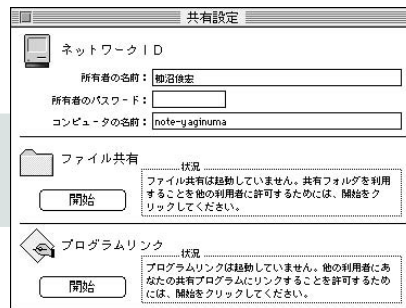 共有設定
ネットワークID
所有者の名前：柳沼俊宏
所有者のパスワード：
コンピュータの名前：note-yaginuma
ファイル共有
状況
ファイル共有は起動していません。共有フォルダを利用
することを他の利用者に許可するためには、開始をク
リックしてください。
開始
プログラムリンク
状況
プログラムリンクは起動していません。他の利用者にあ
なたの共有プログラムにリンクすることを許可するため
には、開始をクリックしてください。
開始